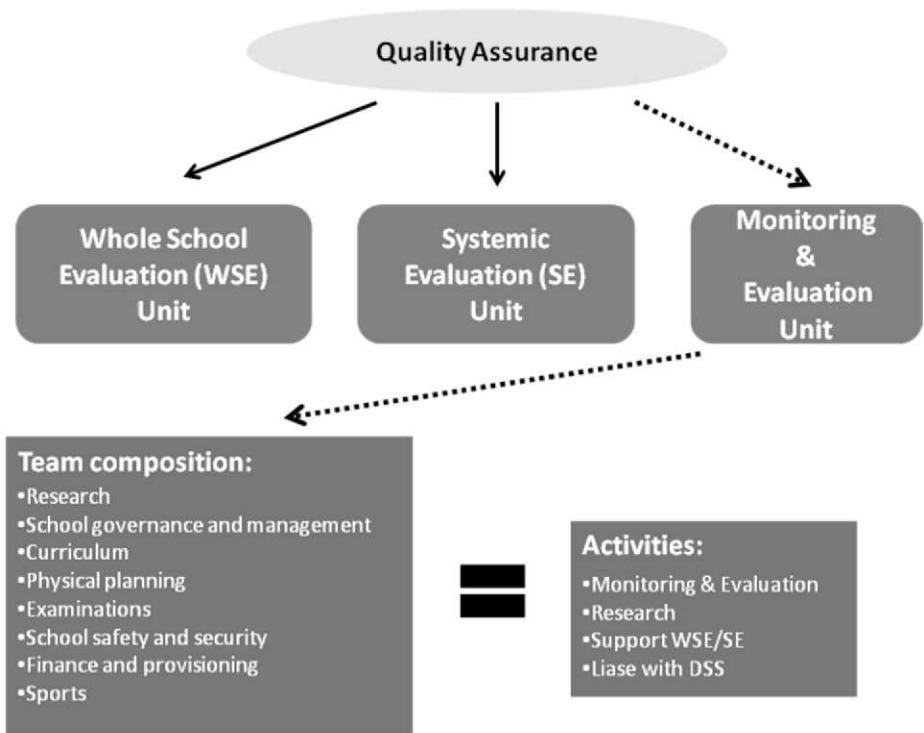 Quality Assurance
Whole School
Evaluation (WSE)
Unit
Systemic
Evaluation (SE)
Unit
Monitoring
&
Evaluation
Unit
Team composition:
•Research
•School governance and management
•Curriculum
•Physical planning
•Examinations
•School safety and security
•Finance and provisioning
•Sports
Activities:
•Monitoring & Evaluation
•Research
•Support WSE/SE
•Liase with DSS